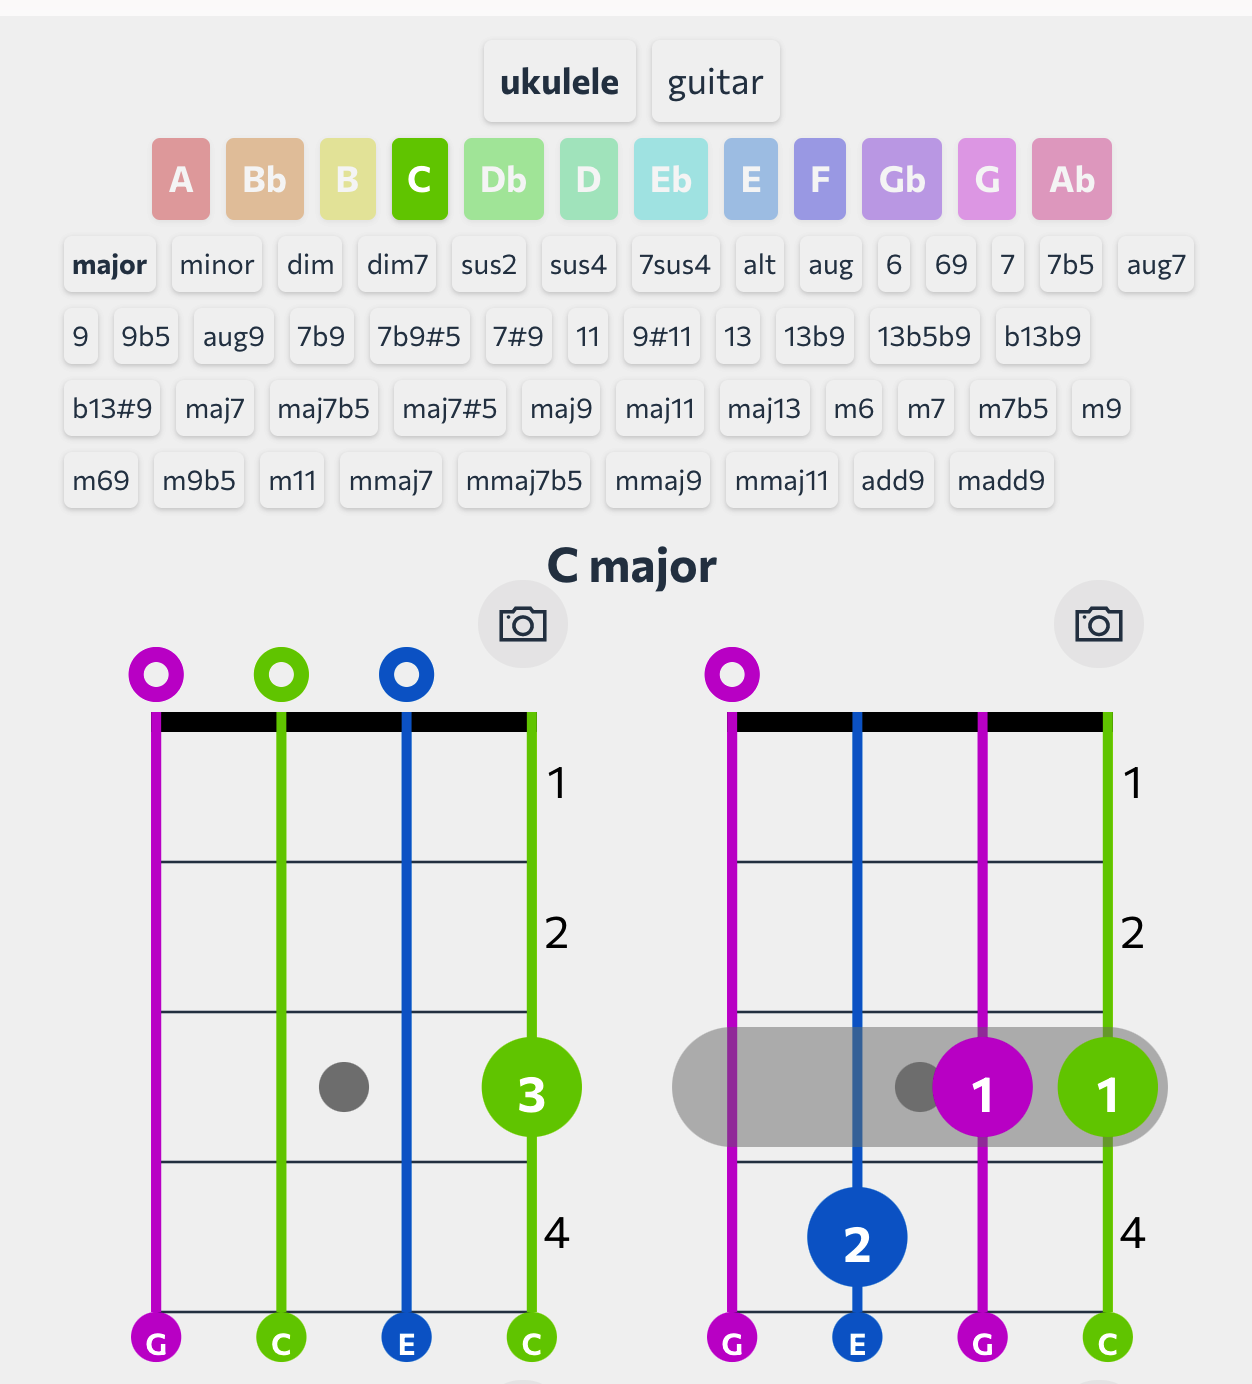 ukulele guitar
A Bb B C Db D Eb E F Gb G Ab
major minor dim dim7 sus2 sus4 7sus4 alt aug 6 69 7 7b5 aug7
9 9b5 aug9 7b9 7b9#5 7#9 11 9#11 13 13b9 13b5b9 b13b9
b13#9 maj7 maj7b5 maj7#5 maj9 maj11 maj13 m6 m7 m7b5 m9
m69 m9b5 m11 mmaj7 mmaj7b5 mmaj9 mmaj11 add9 madd9
C major
1
2
3
4
G C E C
1
2
1 1
2 4
G E G C